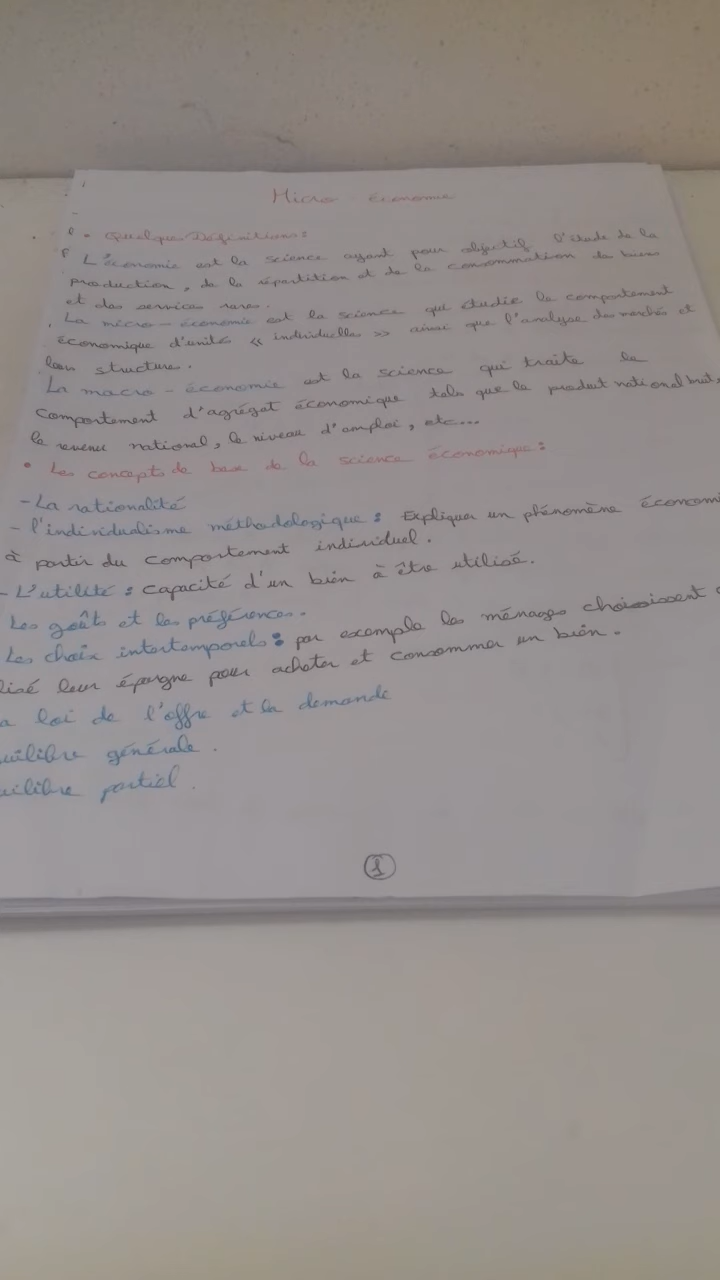 Micro économie
Quelque Définitions:
L'économie est la science ayant pour objectif l'étude de la
production, de la répartition et de la consommation de biens
et des services rares.
La micro-économie est la science qui étudie le comportement
économique d'unités « individuelles » ainsi que l'analyse des marchés et
leurs structure.
La macro-économie est la science qui traite le
comportement d'agrégat économique tels que le produit national brut,
le revenu national, le niveau d'emploi, etc...
• Les concepts de base de la science économique:
- La rationalité
- l'individualisme méthodologique : Expliquer un phénomène économi
à partir du comportement individuel.
- L'utilité : capacité d'un bien à être utilisé.
Les goûts et les préférences.
Les choix intertemporels : par exemple les ménages choisissent
lisé leur épargne pour acheter et consommer un bien.
a loi de l'offre et la demande
uilibre générale.
uilibre partiel.
1